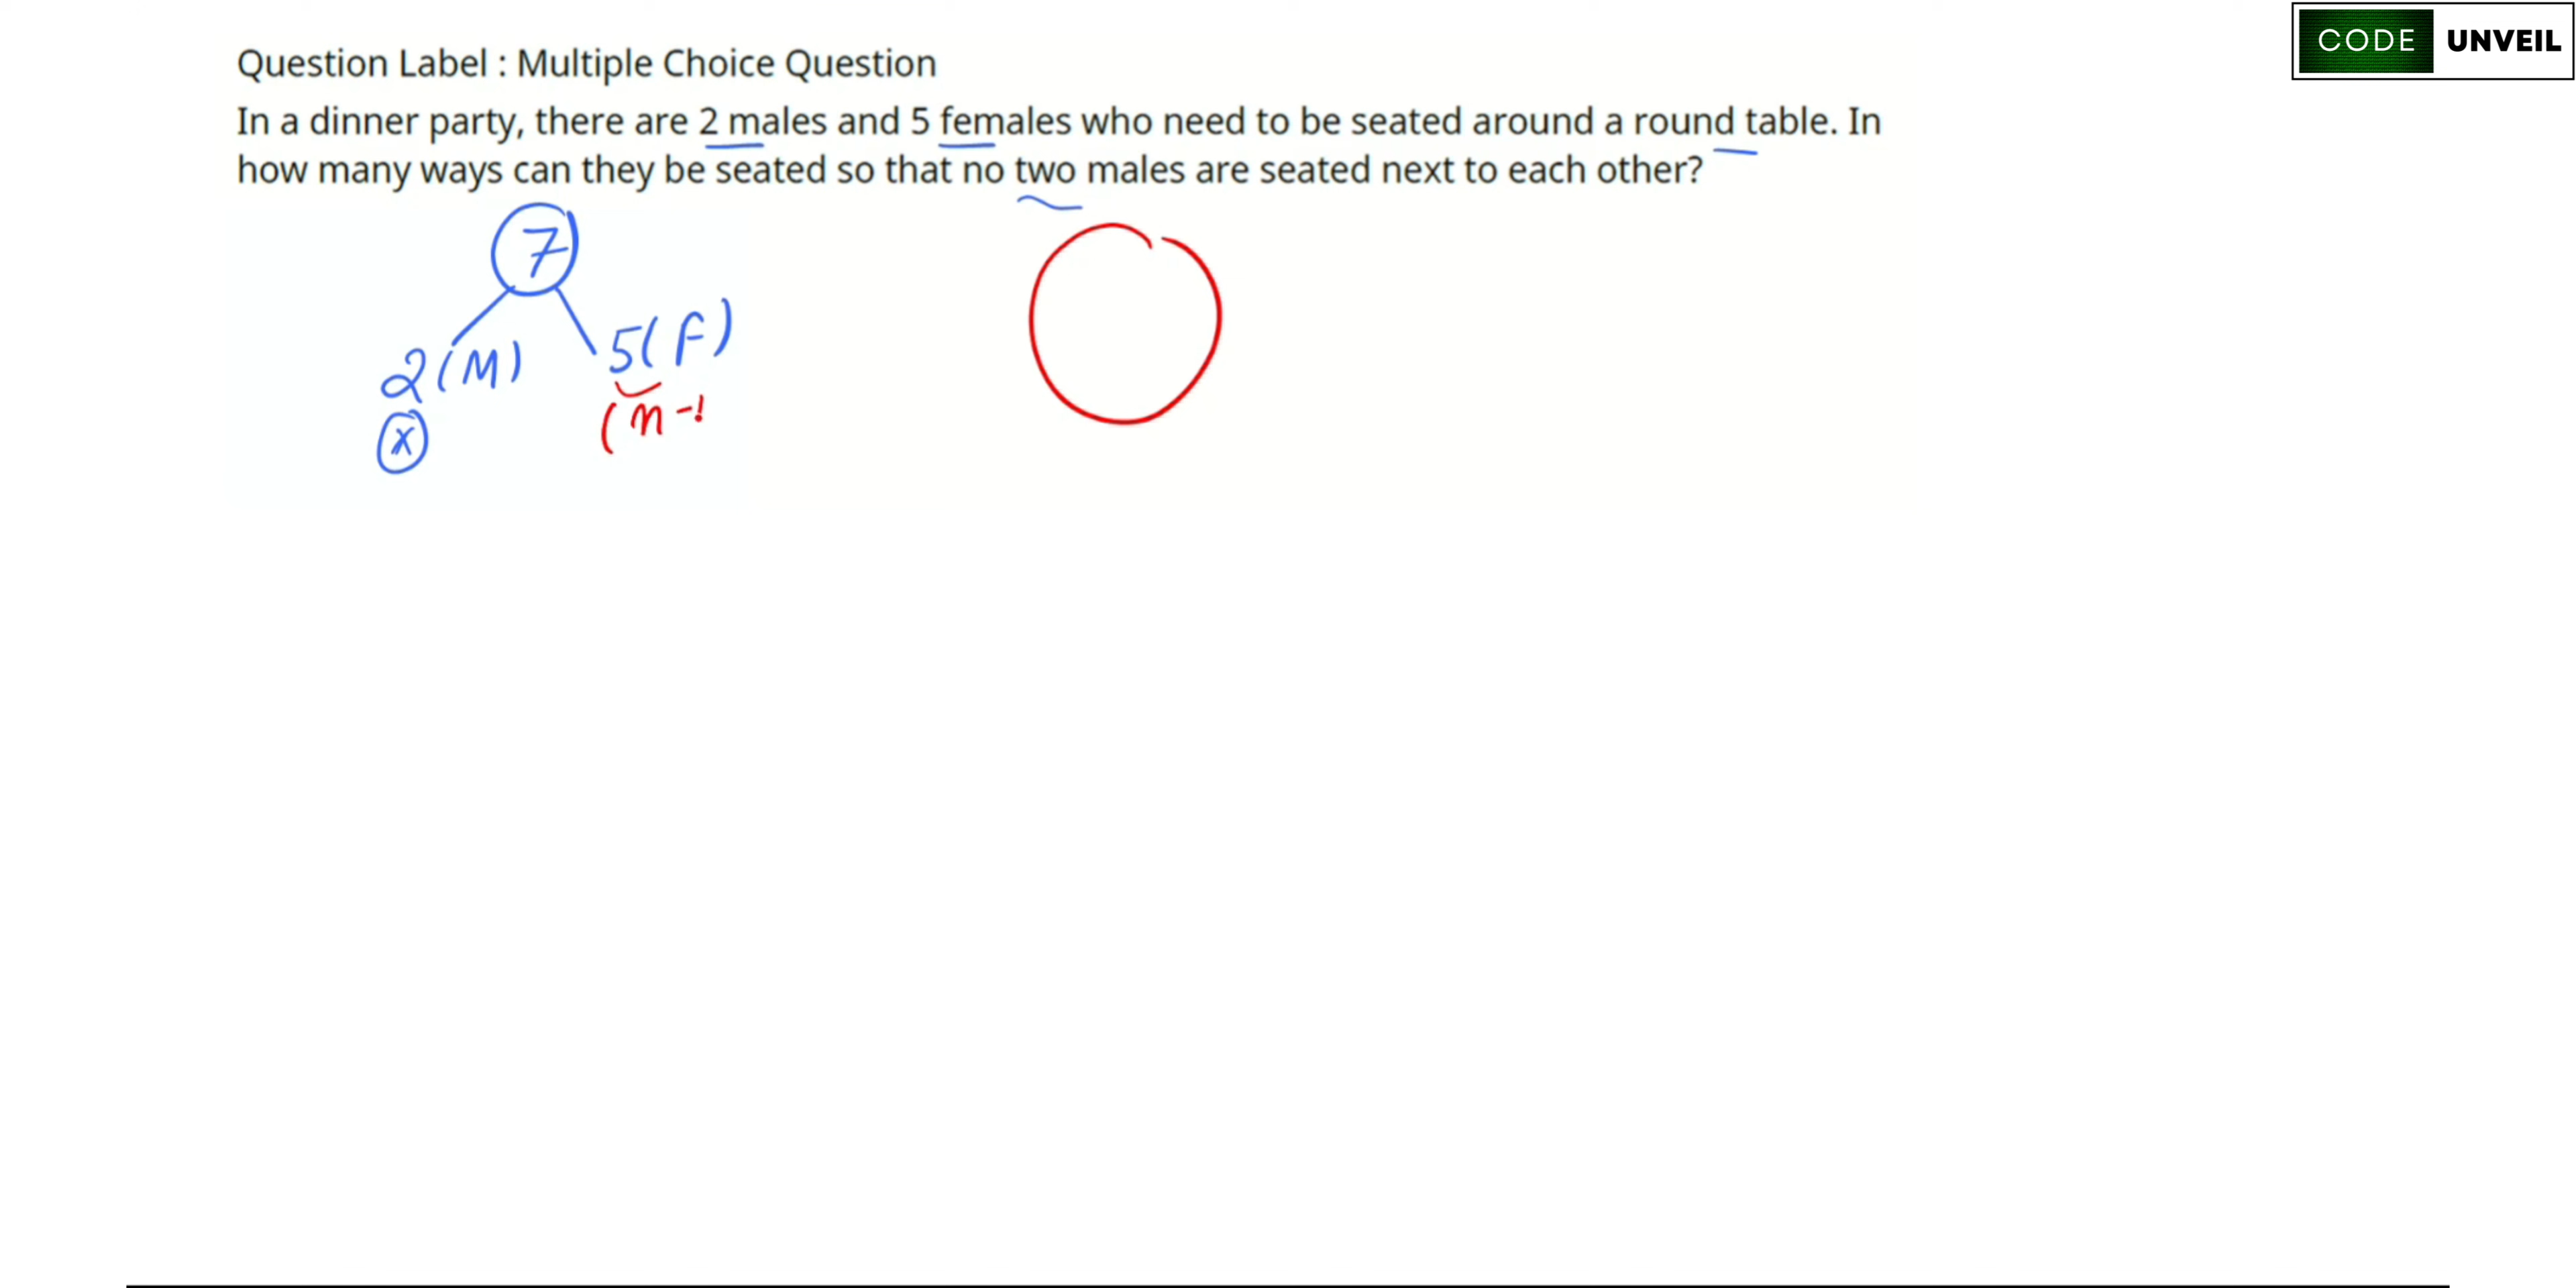 CODE UNVEIL
Question Label : Multiple Choice Question
In a dinner party, there are 2 males and 5 females who need to be seated around a round table. In
how many ways can they be seated so that no two males are seated next to each other?
7
2(M) 5(F)
x (n-!